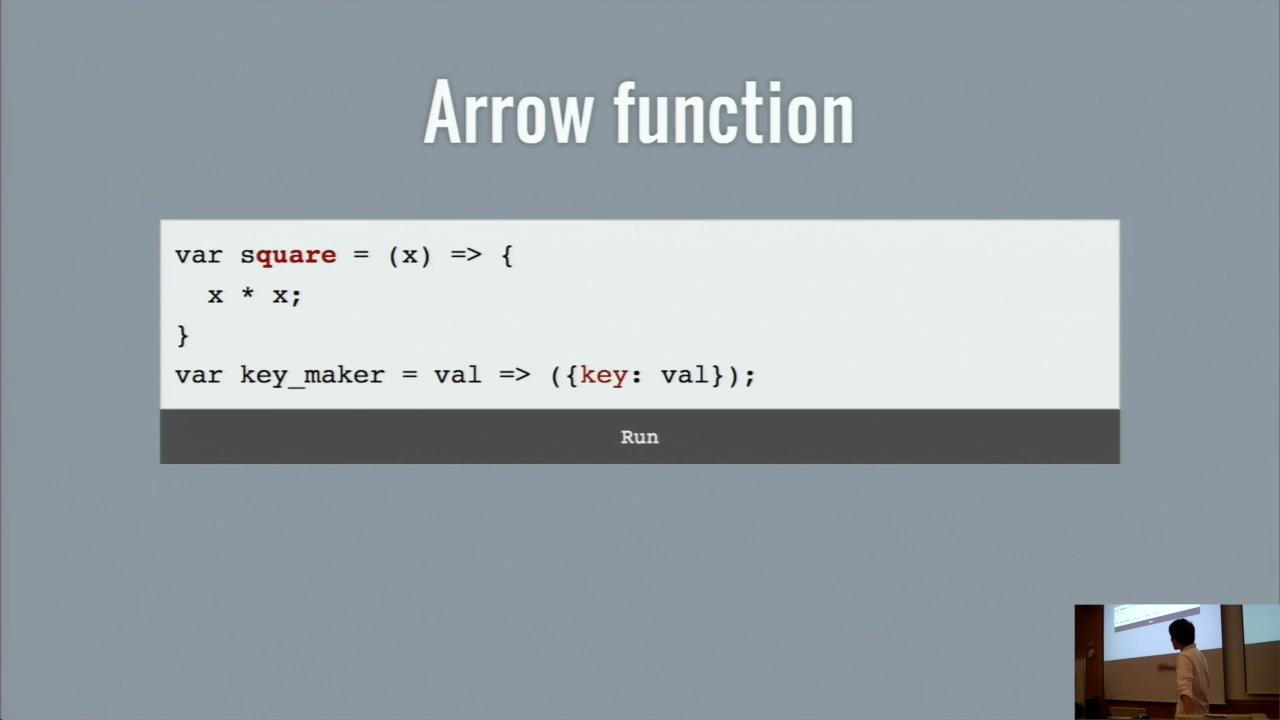 Arrow function
var square = (x) => {
  x * x;
}
var key_maker = val => ({key: val});
Run